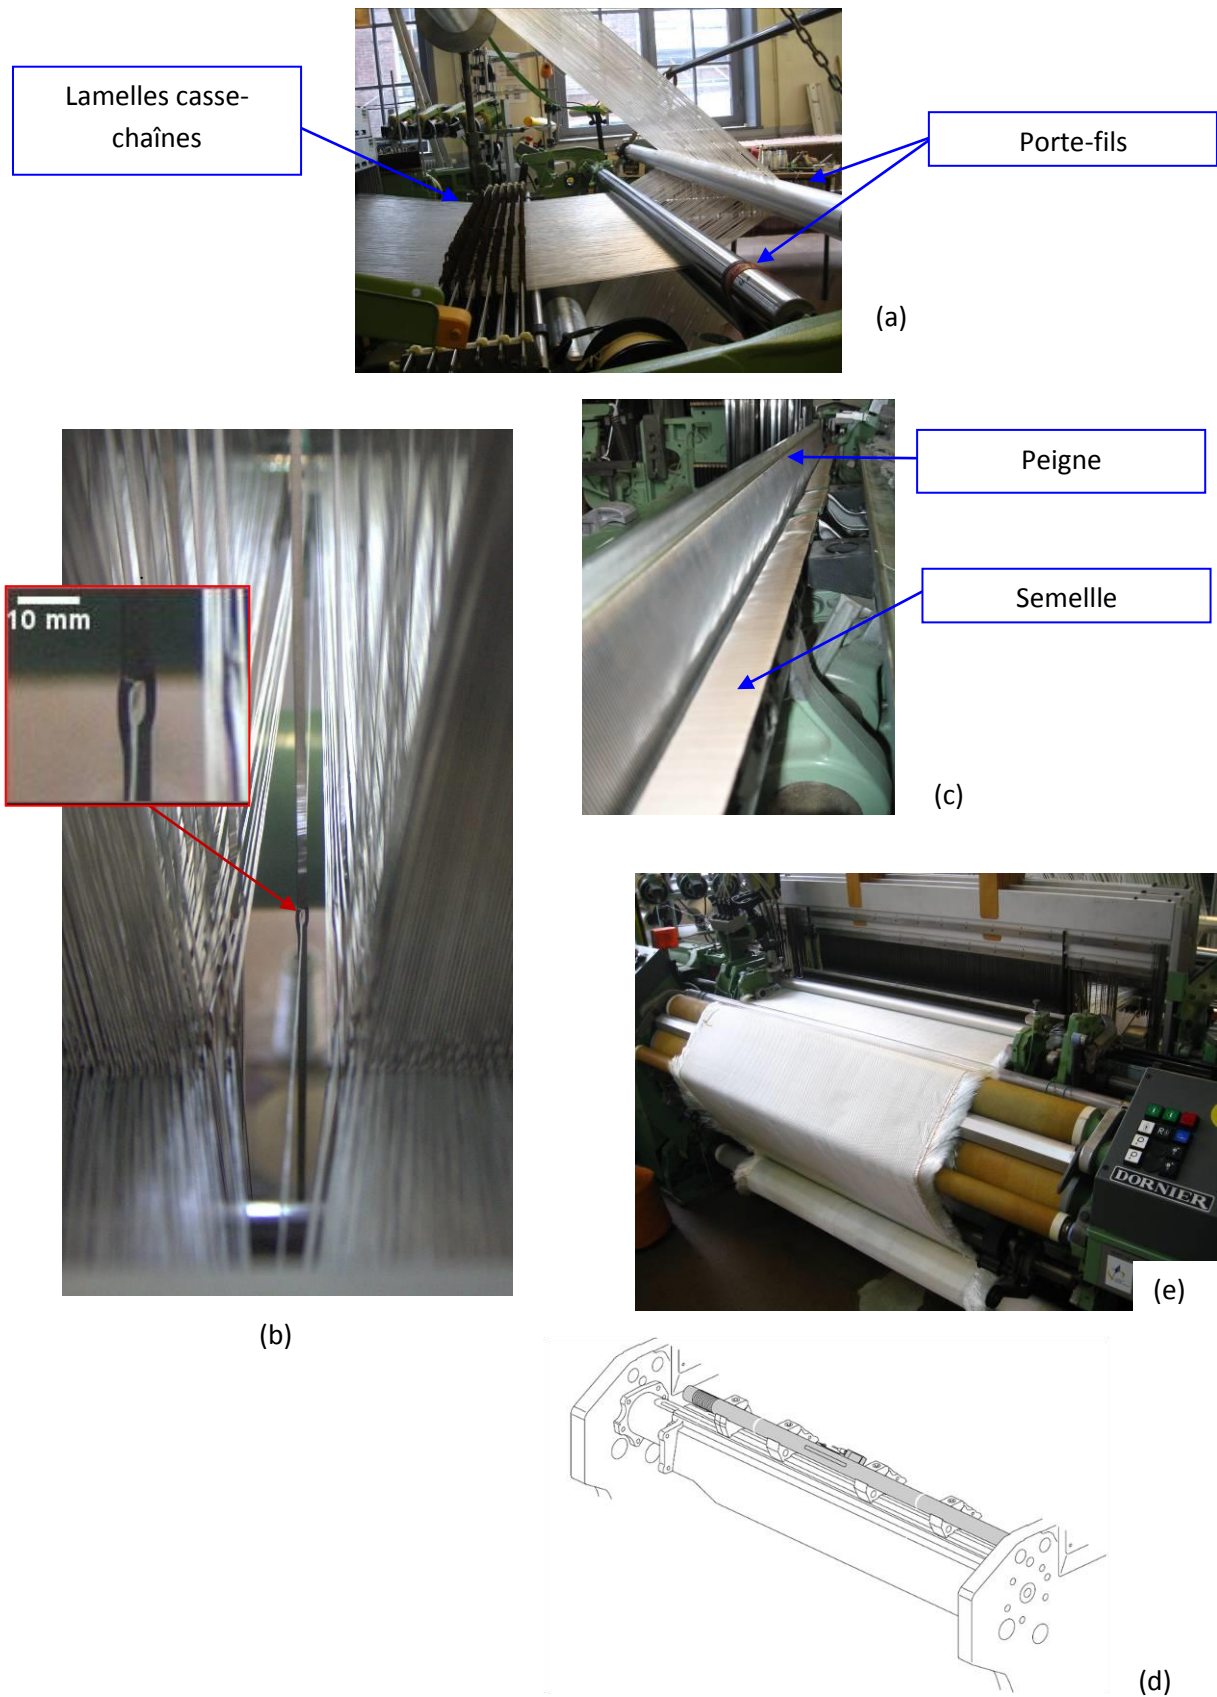 Lamelles casse-
chaînes
Porte-fils
(a)
Peigne
Semellle
(c)
10 mm
(b)
DORNIER
(e)
(d)